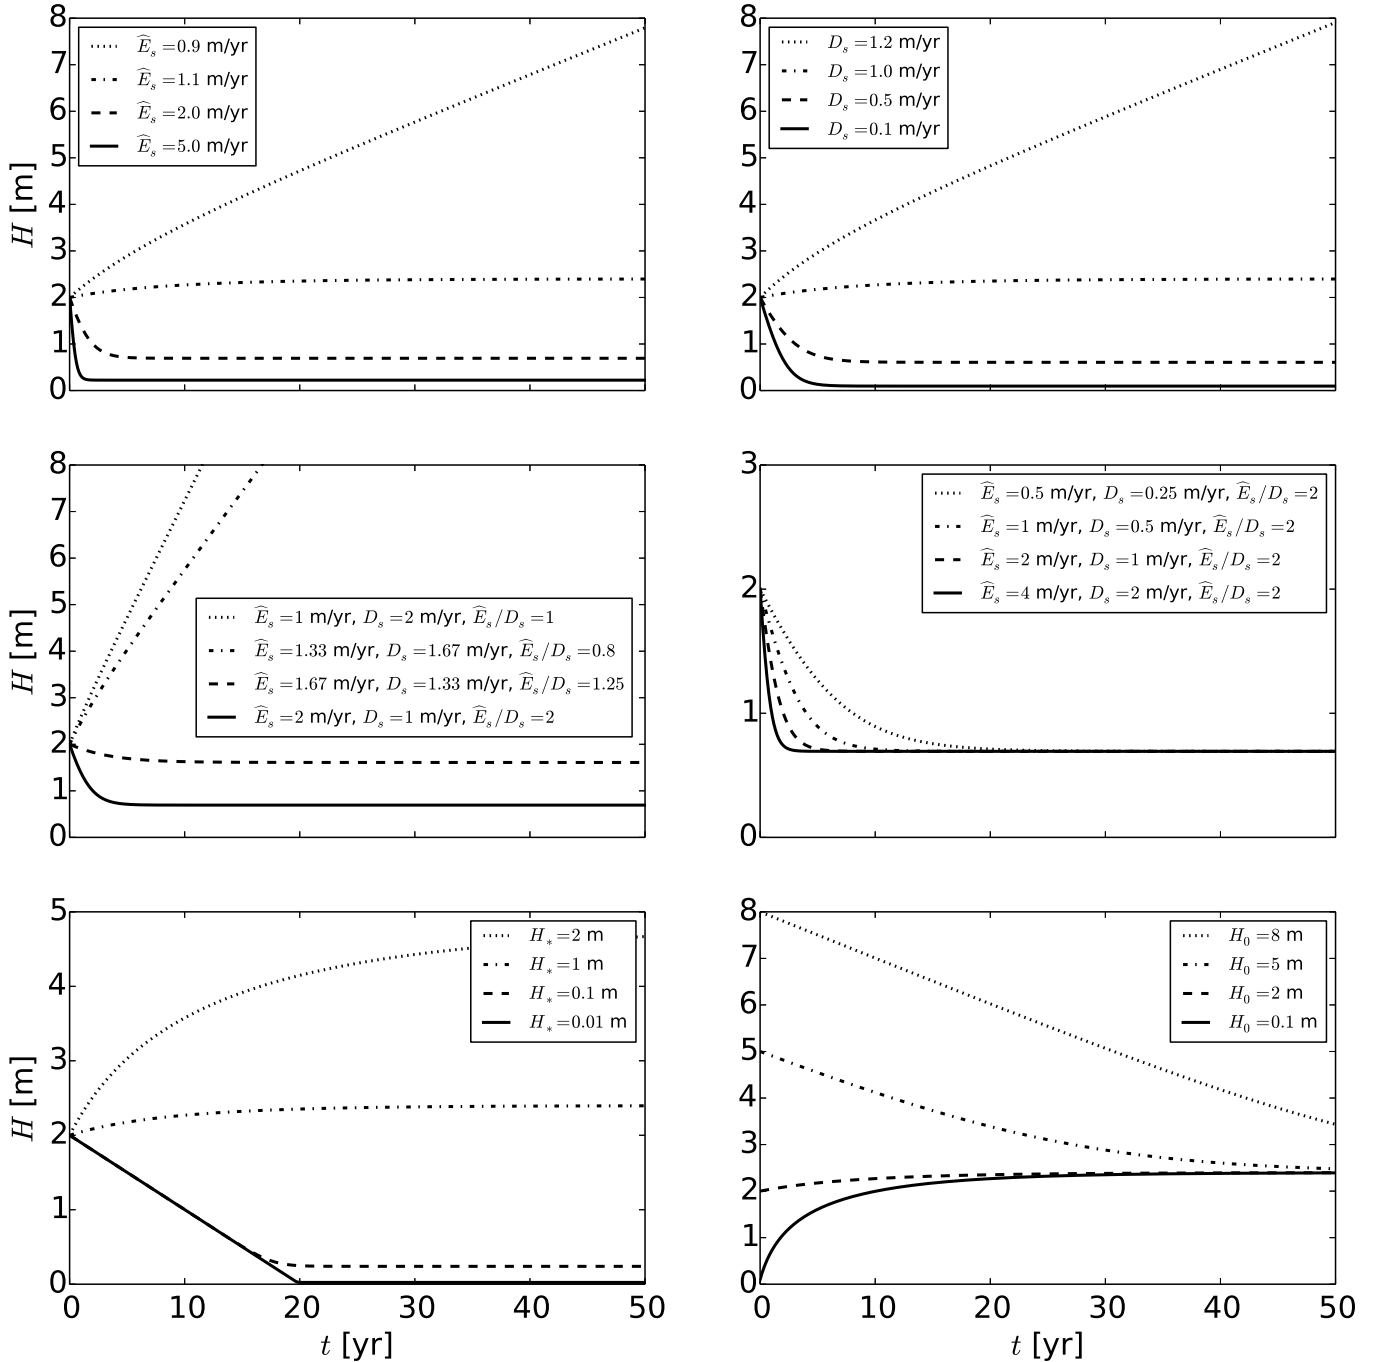 8
7
6
5
4
3
2
1
0
H [m]
Ê_s=0.9 m/yr
Ê_s=1.1 m/yr
Ê_s=2.0 m/yr
Ê_s=5.0 m/yr
8
7
6
5
4
3
2
1
0
D_s=1.2 m/yr
D_s=1.0 m/yr
D_s=0.5 m/yr
D_s=0.1 m/yr
8
7
6
5
4
3
2
1
0
H [m]
Ê_s=1 m/yr, D_s=2 m/yr, Ê_s/D_s=1
Ê_s=1.33 m/yr, D_s=1.67 m/yr, Ê_s/D_s=0.8
Ê_s=1.67 m/yr, D_s=1.33 m/yr, Ê_s/D_s=1.25
Ê_s=2 m/yr, D_s=1 m/yr, Ê_s/D_s=2
3
2
1
0
Ê_s=0.5 m/yr, D_s=0.25 m/yr, Ê_s/D_s=2
Ê_s=1 m/yr, D_s=0.5 m/yr, Ê_s/D_s=2
Ê_s=2 m/yr, D_s=1 m/yr, Ê_s/D_s=2
Ê_s=4 m/yr, D_s=2 m/yr, Ê_s/D_s=2
5
4
3
2
1
0
H [m]
H_*=2 m
H_*=1 m
H_*=0.1 m
H_*=0.01 m
0 10 20 30 40 50
t [yr]
8
7
6
5
4
3
2
1
0
H_0=8 m
H_0=5 m
H_0=2 m
H_0=0.1 m
0 10 20 30 40 50
t [yr]